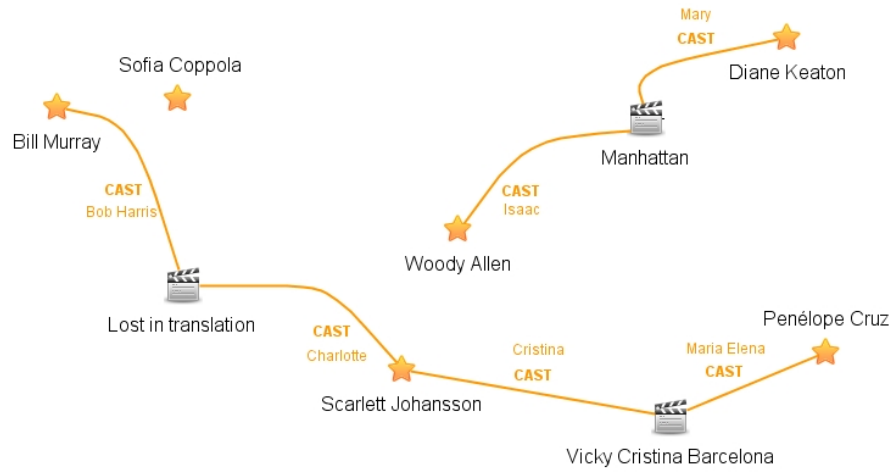 Mary
CAST
Sofia Coppola
Diane Keaton
Bill Murray
Manhattan
CAST
Bob Harris
CAST
Isaac
Woody Allen
Lost in translation
Penélope Cruz
CAST
Charlotte
Cristina
CAST
Maria Elena
CAST
Scarlett Johansson
Vicky Cristina Barcelona